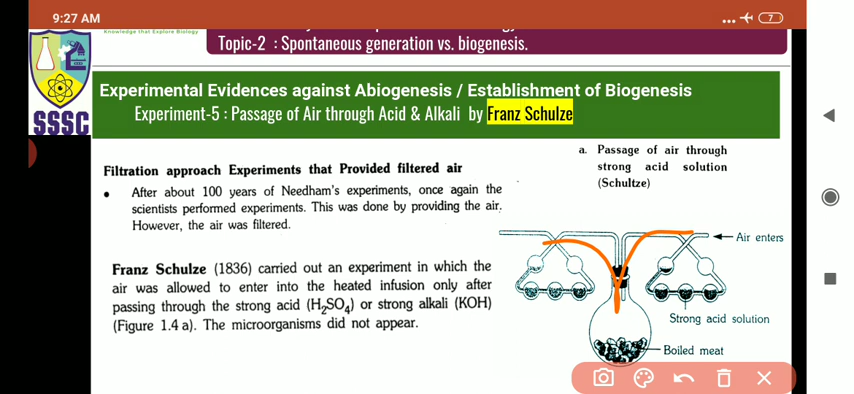 9:27 AM
7
Knowledge that Explore Biology
Topic-2 : Spontaneous generation vs. biogenesis.
SSSC
Experimental Evidences against Abiogenesis / Establishment of Biogenesis
Experiment-5 : Passage of Air through Acid & Alkali by Franz Schulze
Filtration approach Experiments that Provided filtered air
• After about 100 years of Needham's experiments, once again the
scientists performed experiments. This was done by providing the air.
However, the air was filtered.
Franz Schulze (1836) carried out an experiment in which the
air was allowed to enter into the heated infusion only after
passing through the strong acid (H₂SO₄) or strong alkali (KOH)
(Figure 1.4 a). The microorganisms did not appear.
a. Passage of air through
strong acid solution
(Schultze)
Air enters
Strong acid solution
Boiled meat